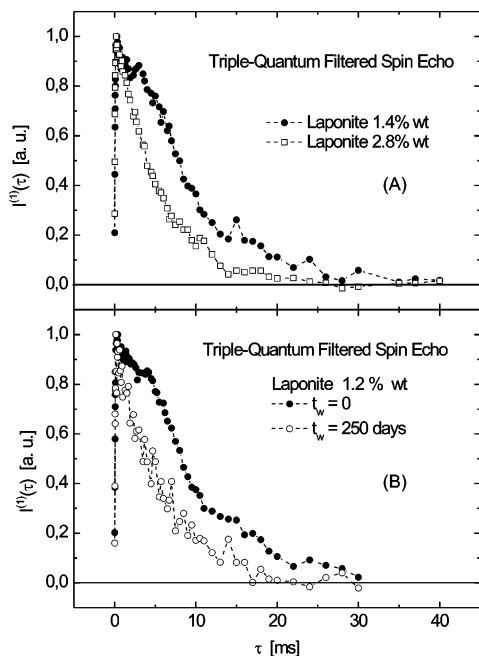 1,0
0,8
0,6
0,4
0,2
0,0
I(1)(τ) [a. u.]
Triple-Quantum Filtered Spin Echo
Laponite 1.4% wt
Laponite 2.8% wt
(A)
1,0
0,8
0,6
0,4
0,2
0,0
I(1)(τ) [a. u.]
Triple-Quantum Filtered Spin Echo
Laponite 1.2 % wt
tw = 0
tw = 250 days
(B)
0 10 20 30 40
τ [ms]